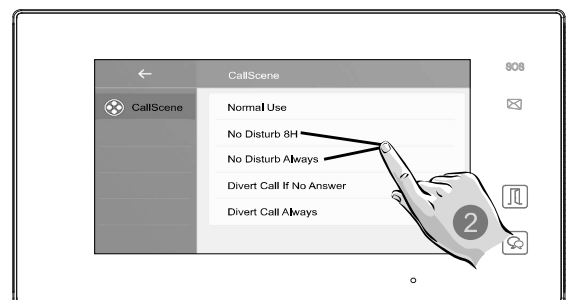 CallScene
SOS
CallScene
Normal Use
No Disturb 8H
No Disturb Always
Divert Call If No Answer
Divert Call Always
2